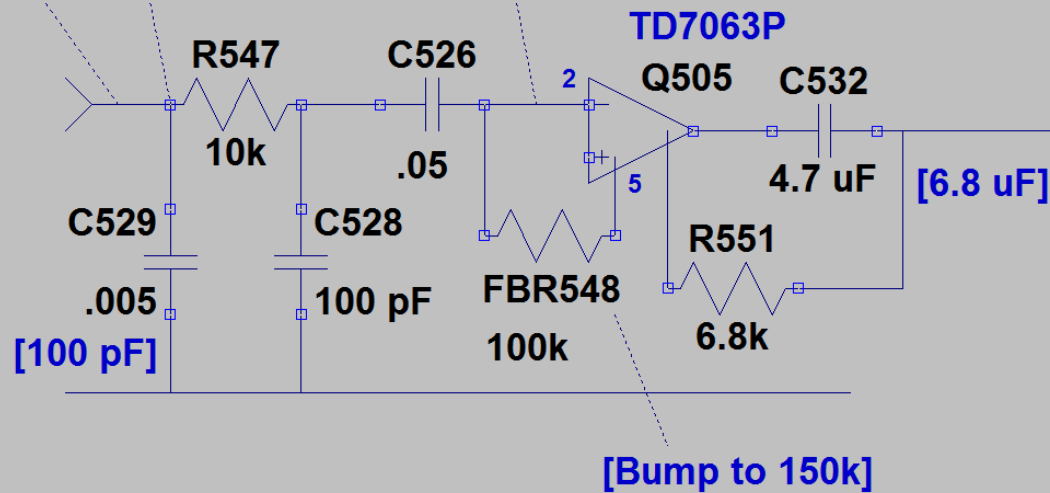 TD7063P
R547
C526
2
Q505
C532
10k
.05
5
4.7 uF
[6.8 uF]
C529
C528
R551
.005
100 pF
FBR548
[100 pF]
100k
6.8k
[Bump to 150k]